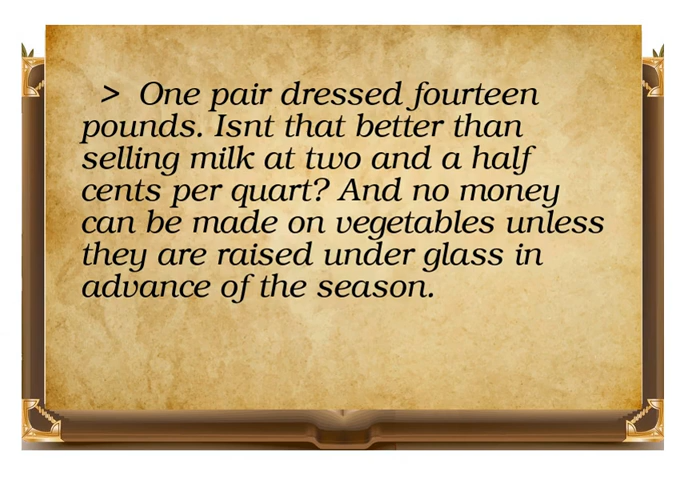 > One pair dressed fourteen
pounds. Isnt that better than
selling milk at two and a half
cents per quart? And no money
can be made on vegetables unless
they are raised under glass in
advance of the season.